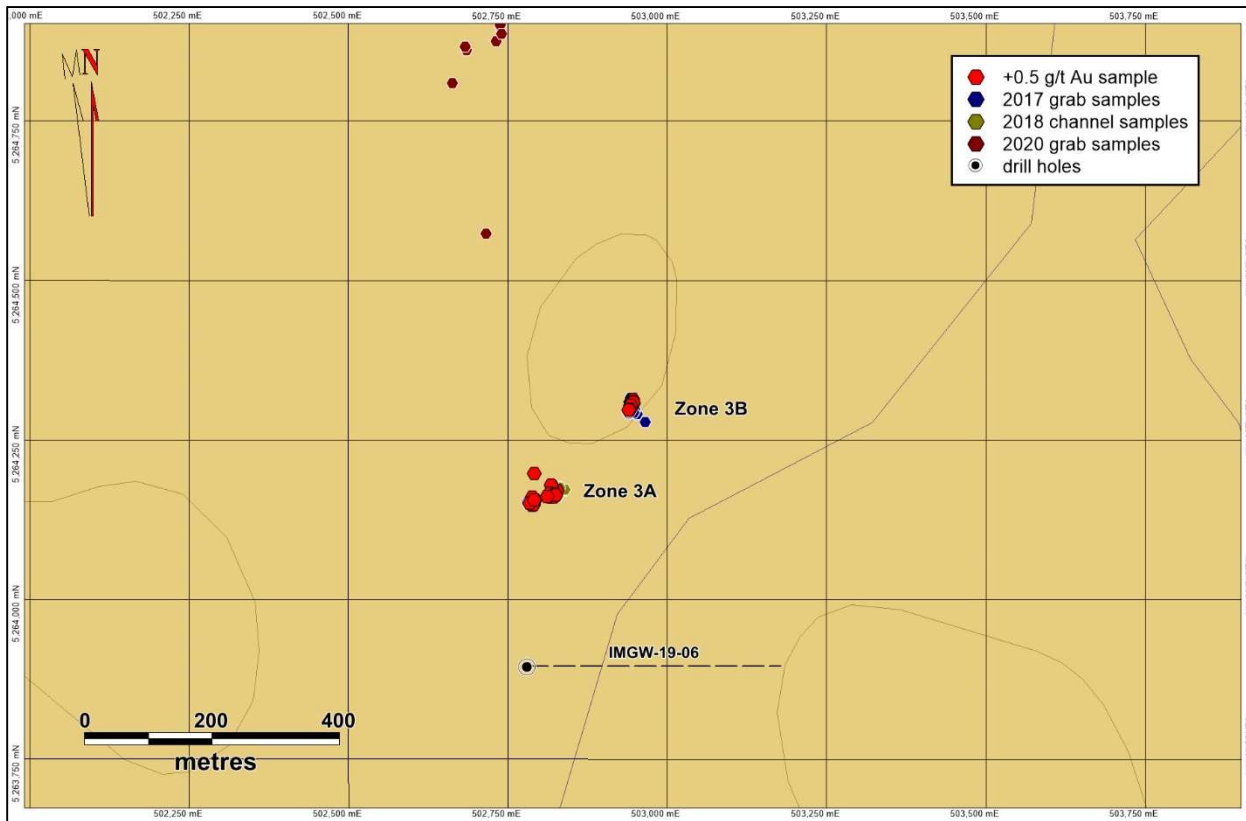 ,000 mE 502,250 mE 502,500 mE 502,750 mE 503,000 mE 503,250 mE 503,500 mE 503,750 mE
MN
+0.5 g/t Au sample
2017 grab samples
2018 channel samples
2020 grab samples
drill holes
5,264,750 mN
5,264,500 mN
5,264,250 mN
5,264,000 mN
5,263,750 mN
Zone 3B
Zone 3A
IMGW-19-06
0 200 400
metres
502,250 mE 502,500 mE 502,750 mE 503,000 mE 503,250 mE 503,500 mE 503,750 mE